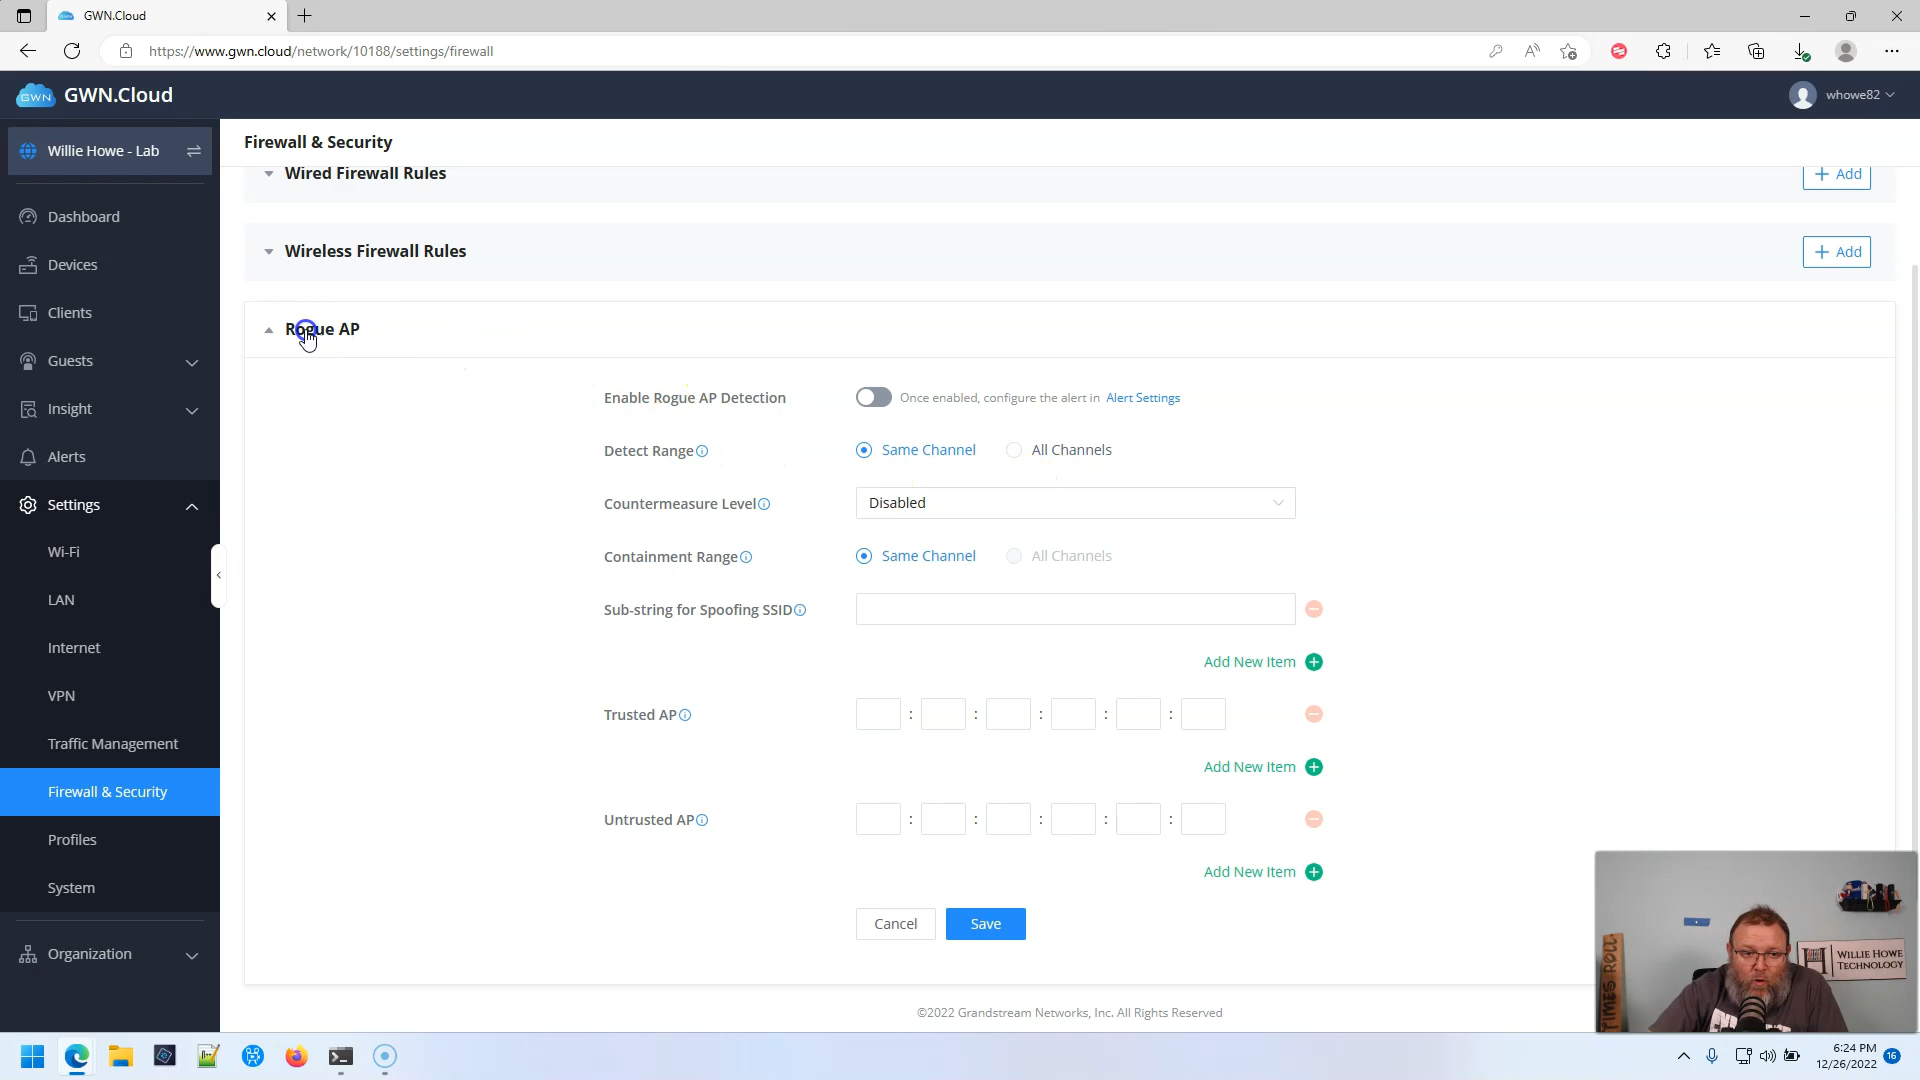 GWN.Cloud
https://www.gwn.cloud/network/10188/settings/firewall
GWN GWN.Cloud
whowe82
Willie Howe - Lab
Firewall & Security
Wired Firewall Rules
Add
Dashboard
Wireless Firewall Rules
Add
Devices
Clients
Rogue AP
Guests
Enable Rogue AP Detection
Once enabled, configure the alert in Alert Settings
Insight
Detect Range
Same Channel
All Channels
Alerts
Settings
Countermeasure Level
Disabled
Wi-Fi
Containment Range
Same Channel
All Channels
LAN
Sub-string for Spoofing SSID
Internet
Add New Item
VPN
Trusted AP
: : : : :
Traffic Management
Add New Item
Firewall & Security
Untrusted AP
: : : : :
Profiles
Add New Item
System
Cancel
Save
Organization
©2022 Grandstream Networks, Inc. All Rights Reserved
TIMES ROLL
WILLIE HOWE
TECHNOLOGY
6:24 PM
12/26/2022
16